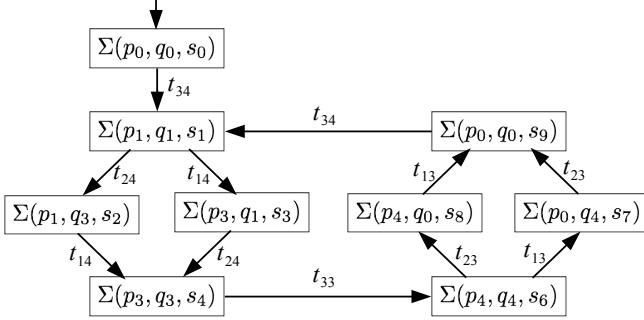 Σ(p₀, q₀, s₀)
t₃₄
Σ(p₁, q₁, s₁)
t₃₄
Σ(p₀, q₀, s₉)
t₂₄
t₁₄
t₁₃
t₂₃
Σ(p₁, q₃, s₂)
Σ(p₃, q₁, s₃)
Σ(p₄, q₀, s₈)
Σ(p₀, q₄, s₇)
t₁₄
t₂₄
t₂₃
t₁₃
Σ(p₃, q₃, s₄)
t₃₃
Σ(p₄, q₄, s₆)